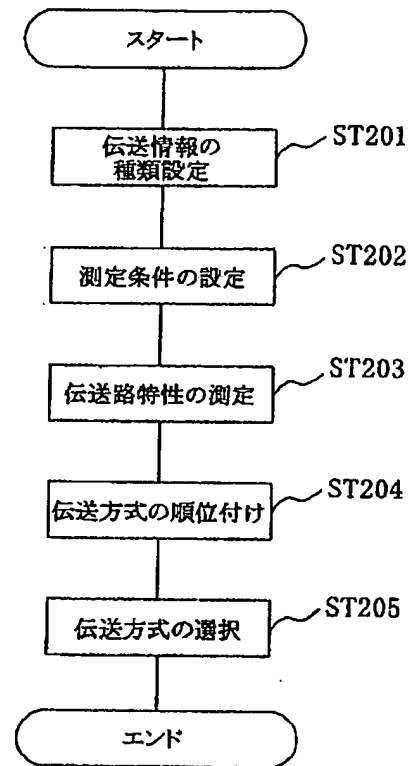 スタート
伝送情報の
種類設定
ST201
測定条件の設定
ST202
伝送路特性の測定
ST203
伝送方式の順位付け
ST204
伝送方式の選択
ST205
エンド